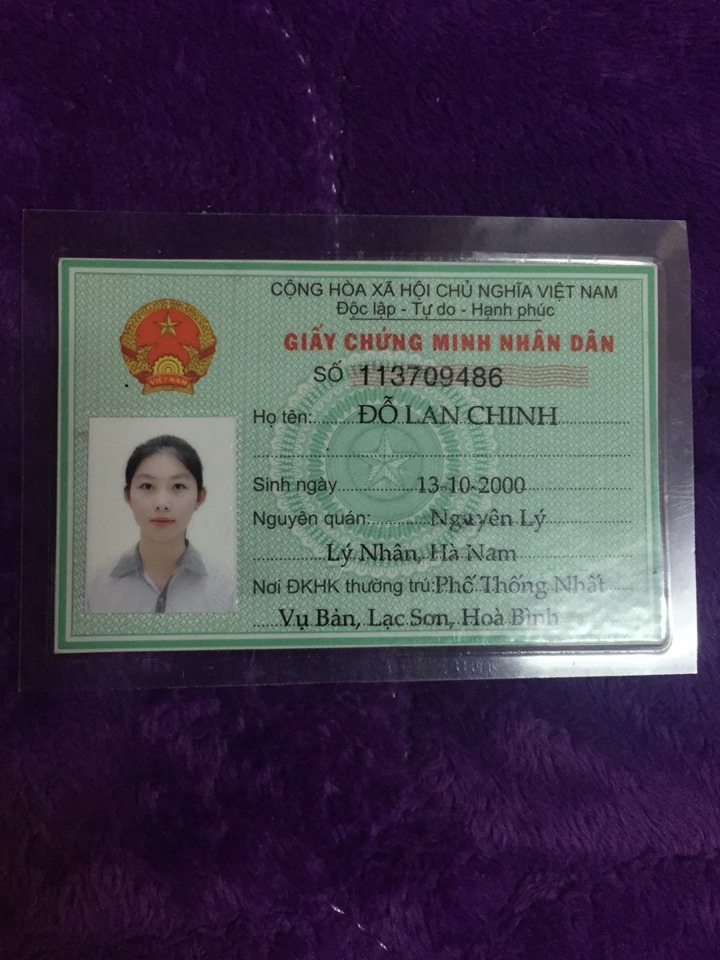 CỘNG HÒA XÃ HỘI CHỦ NGHĨA VIỆT NAM
Độc lập - Tự do - Hạnh phúc
GIẤY CHỨNG MINH NHÂN DÂN
SỐ 113709486
Họ tên: ĐỖ LAN CHINH
Sinh ngày 13-10-2000
Nguyên quán: Nguyên Lý
Lý Nhân, Hà Nam
Nơi ĐKHK thường trú: Phố Thống Nhất
Vụ Bản, Lạc Sơn, Hoà Bình
VIỆT NAM